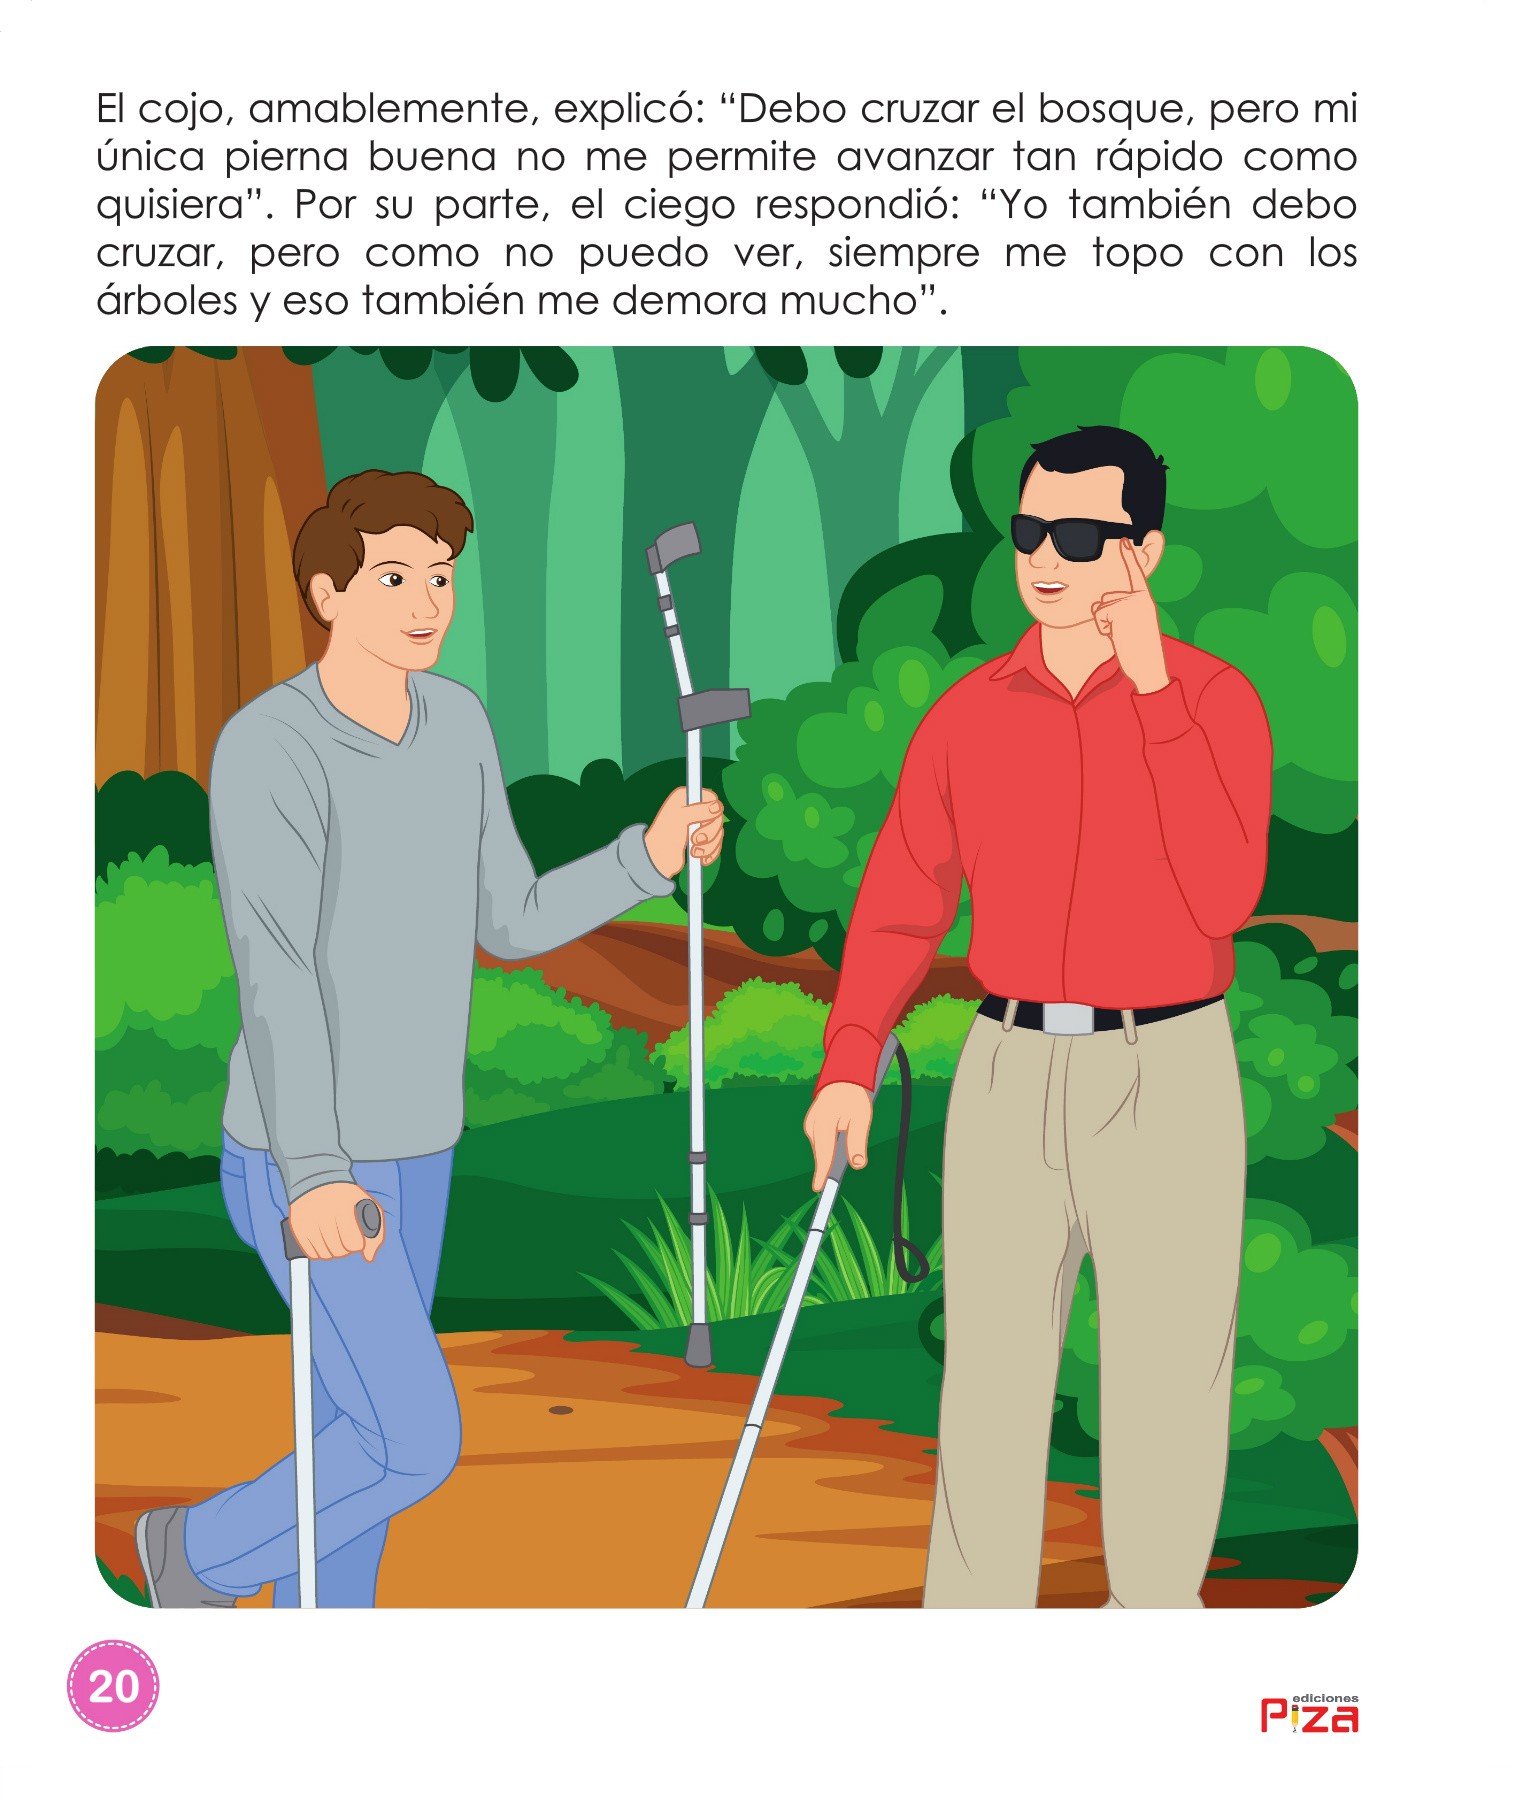 El cojo, amablemente, explicó: “Debo cruzar el bosque, pero mi
única pierna buena no me permite avanzar tan rápido como
quisiera”. Por su parte, el ciego respondió: “Yo también debo
cruzar, pero como no puedo ver, siempre me topo con los
árboles y eso también me demora mucho”.
20
ediciones
Piza